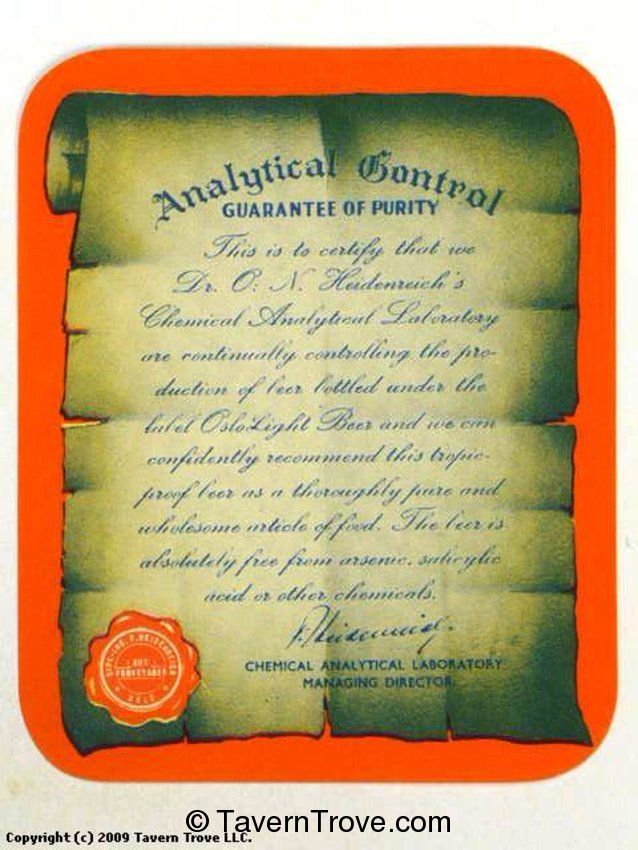 Analytical Control
GUARANTEE OF PURITY
This is to certify that we
Dr. O. N. Heidenreich's
Chemical Analytical Laboratory
are continually controlling the pro-
duction of beer bottled under the
label Oslo Light Beer and we can
confidently recommend this tropic-
proof beer as a thoroughly pure and
wholesome article of food. The beer is
absolutely free from arsenic, salicylic
acid or other chemicals.
CHEMICAL ANALYTICAL LABORATORY
MANAGING DIRECTOR
OSLO
© TavernTrove.com
Copyright (c) 2009 Tavern Trove LLC.